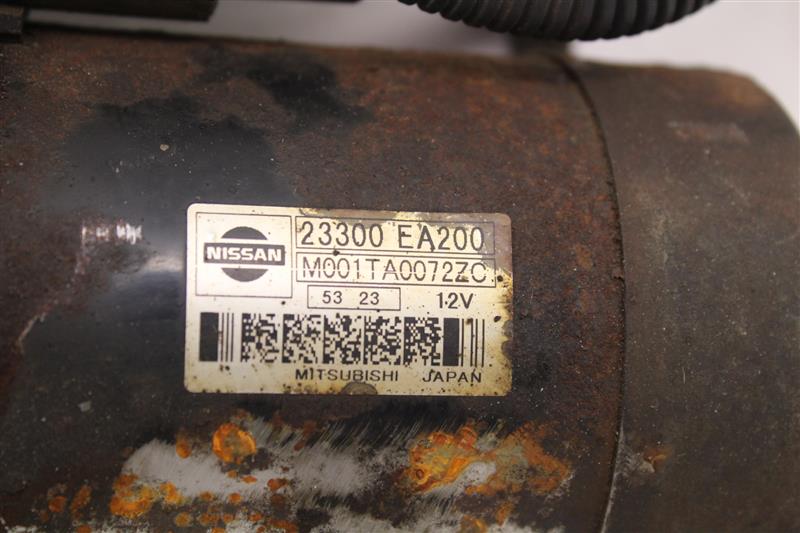 NISSAN
23300 EA200
M001TA0072ZC
53 23 12V
MITSUBISHI JAPAN